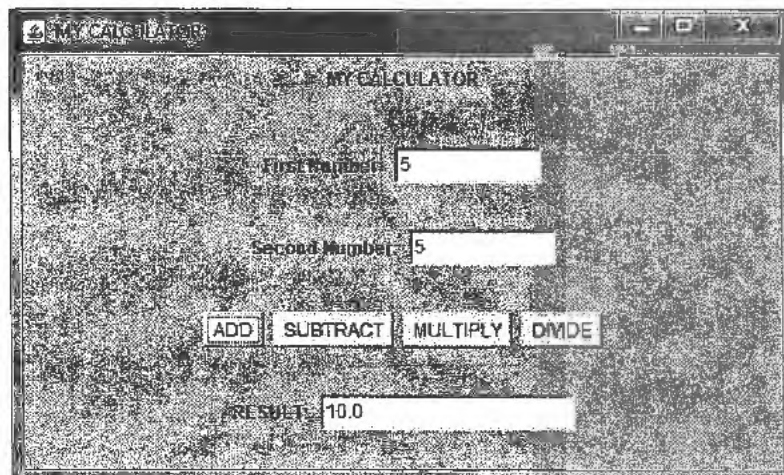 MY CALCULATOR
MY CALCULATOR
First Number: 5
Second Number: 5
ADD SUBTRACT MULTIPLY DIVIDE
RESULT: 10.0